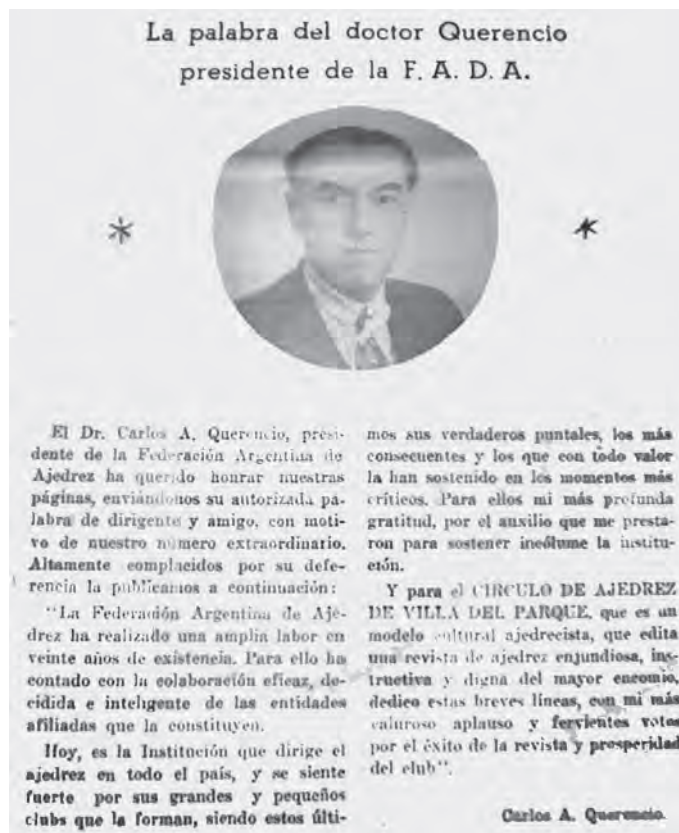 La palabra del doctor Querencio
presidente de la F. A. D. A.
El Dr. Carlos A. Querencio, presi-
dente de la Federación Argentina de
Ajedrez ha querido honrar nuestras
páginas, enviándonos su autorizada pa-
labra de dirigente y amigo, con moti-
vo de nuestro número extraordinario.
Altamente complacidos por su defe-
rencia la publicamos a continuación:
"La Federación Argentina de Aje-
drez ha realizado una amplia labor en
veinte años de existencia. Para ello ha
contado con la colaboración eficaz, de-
cidida e inteligente de las entidades
afiliadas que la constituyen.
Hoy, es la Institución que dirige el
ajedrez en todo el país, y se siente
fuerte por sus grandes y pequeños
clubs que la forman, siendo estos últi-
mos sus verdaderos puntales, los más
consecuentes y los que con todo valor
la han sostenido en los momentos más
críticos. Para ellos mi más profunda
gratitud, por el auxilio que me presta-
ron para sostener incólume la institu-
ción.
Y para el CIRCULO DE AJEDREZ
DE VILLA DEL PARQUE, que es un
modelo cultural ajedrecista, que edita
una revista de ajedrez enjundiosa, ins-
tructiva y digna del mayor encomio,
dedico estas breves líneas, con mi más
caluroso aplauso y fervientes votos
por el éxito de la revista y prosperidad
del club".
Carlos A. Querencio